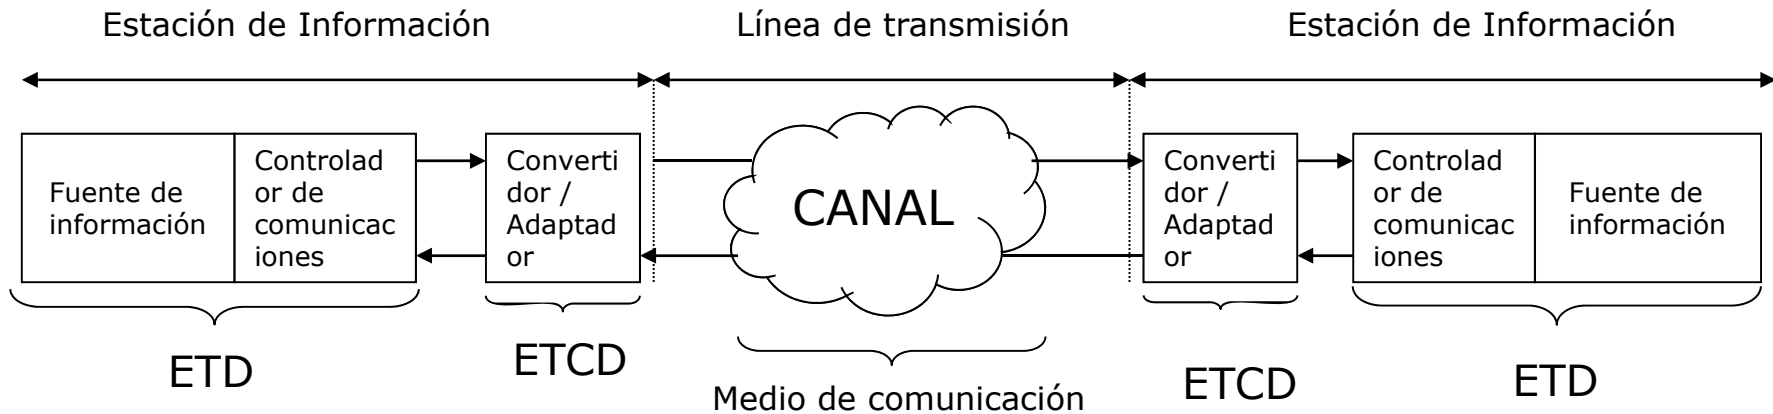 Estación de Información
Línea de transmisión
Estación de Información
Fuente de
información
Controlad
or de
comunicac
iones
Converti
dor /
Adaptad
or
CANAL
Converti
dor /
Adaptad
or
Controlad
or de
comunicac
iones
Fuente de
información
ETD
ETCD
Medio de comunicación
ETCD
ETD